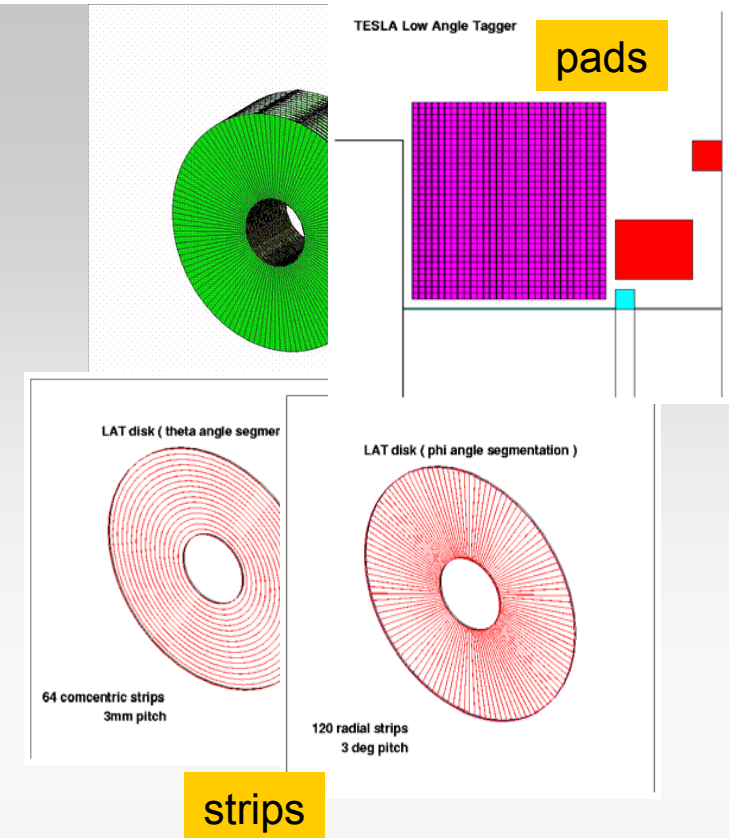 TESLA Low Angle Tagger
pads
LAT disk ( theta angle segmer
LAT disk ( phi angle segmentation )
64 comcentric strips
3mm pitch
120 radial strips
3 deg pitch
strips